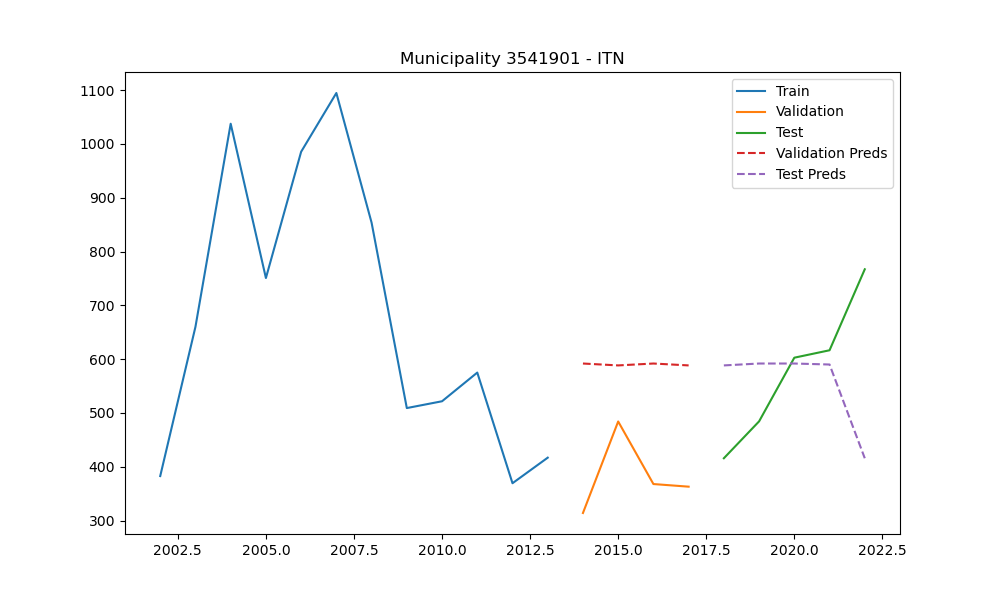 Municipality 3541901 - ITN
1100
1000
900
800
700
600
500
400
300
2002.5 2005.0 2007.5 2010.0 2012.5 2015.0 2017.5 2020.0 2022.5
Train
Validation
Test
Validation Preds
Test Preds